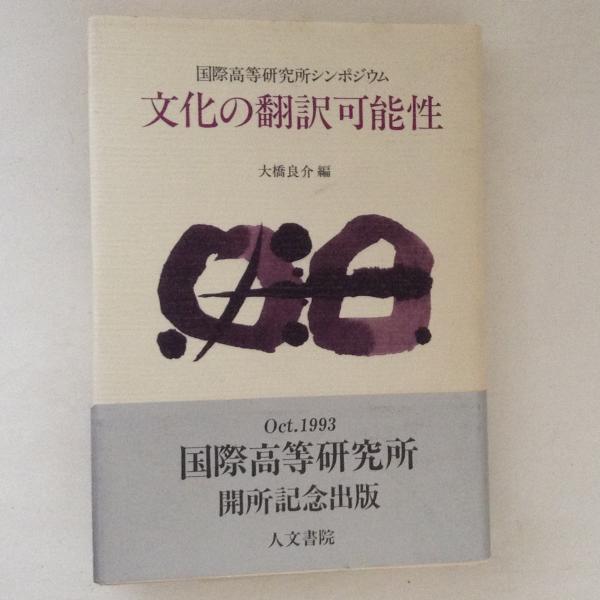 国際高等研究所シンポジウム
文化の翻訳可能性
大橋良介 編
Oct.1993
国際高等研究所
開所記念出版
人文書院